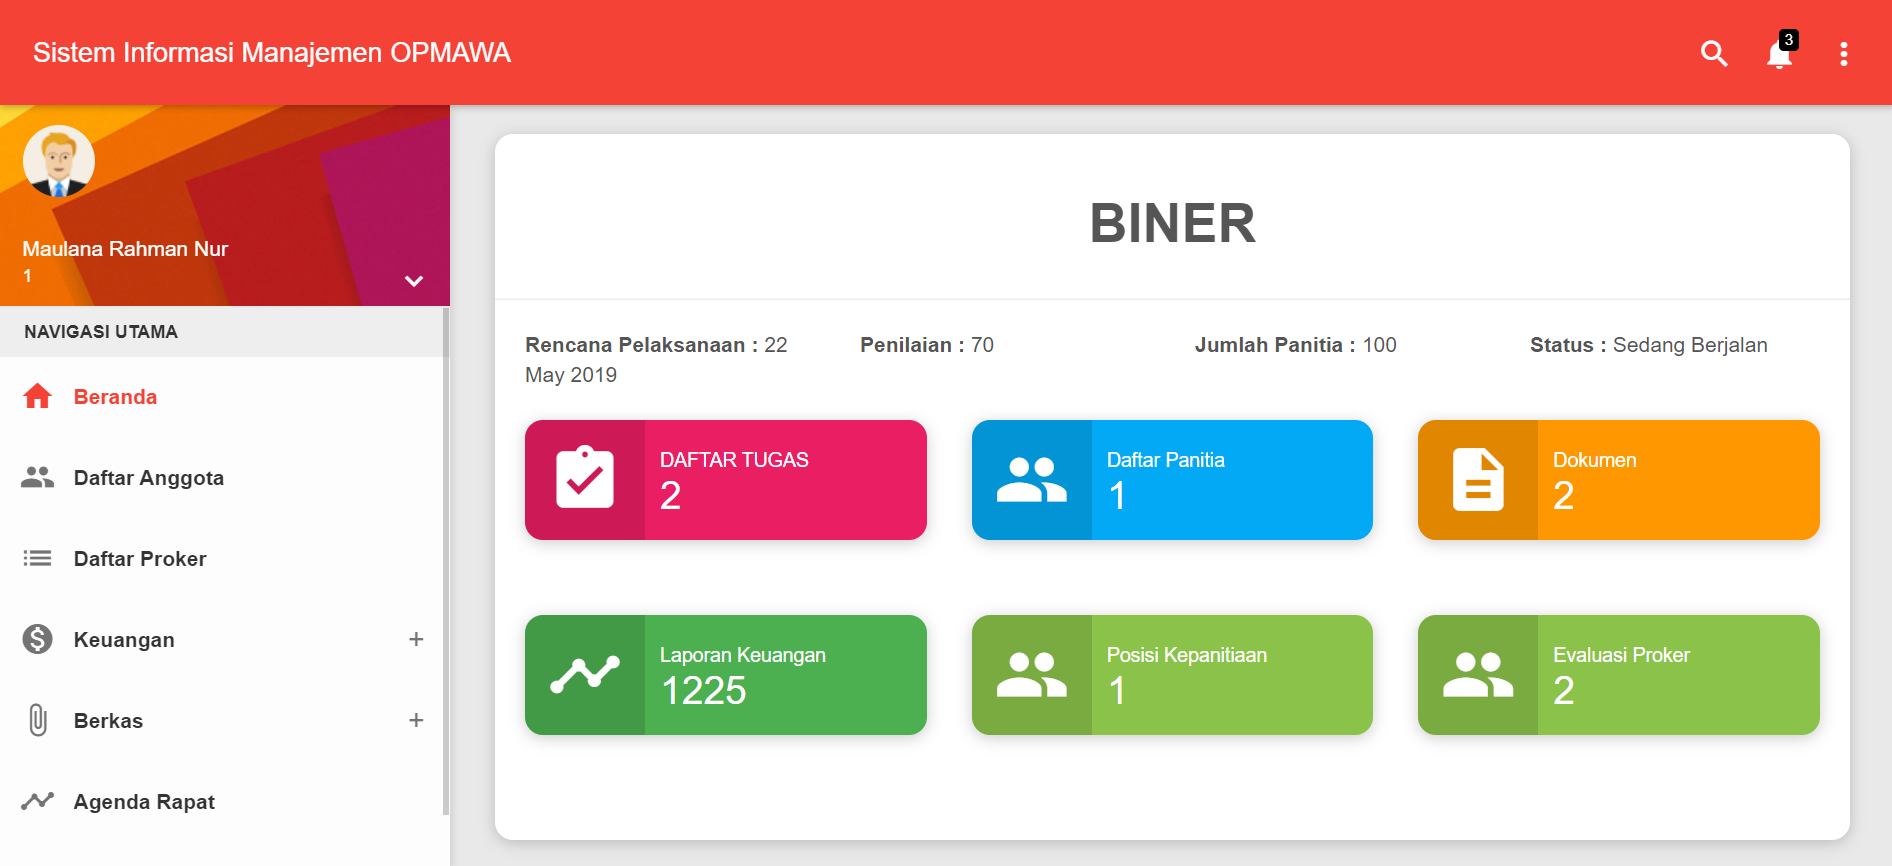 Sistem Informasi Manajemen OPMAWA
3
Maulana Rahman Nur
1
NAVIGASI UTAMA
Beranda
Daftar Anggota
Daftar Proker
Keuangan +
Berkas +
Agenda Rapat
BINER
Rencana Pelaksanaan : 22
May 2019
Penilaian : 70
Jumlah Panitia : 100
Status : Sedang Berjalan
DAFTAR TUGAS
2
Daftar Panitia
1
Dokumen
2
Laporan Keuangan
1225
Posisi Kepanitiaan
1
Evaluasi Proker
2